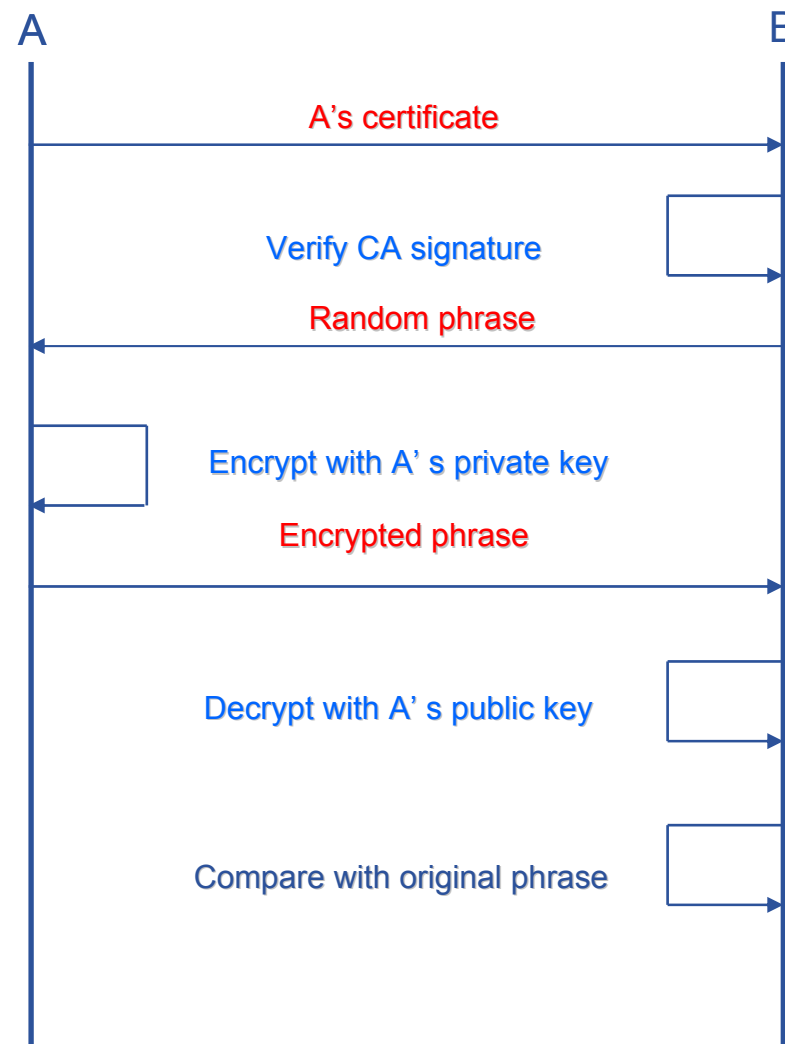 A
B
A’s certificate
Verify CA signature
Random phrase
Encrypt with A’ s private key
Encrypted phrase
Decrypt with A’ s public key
Compare with original phrase